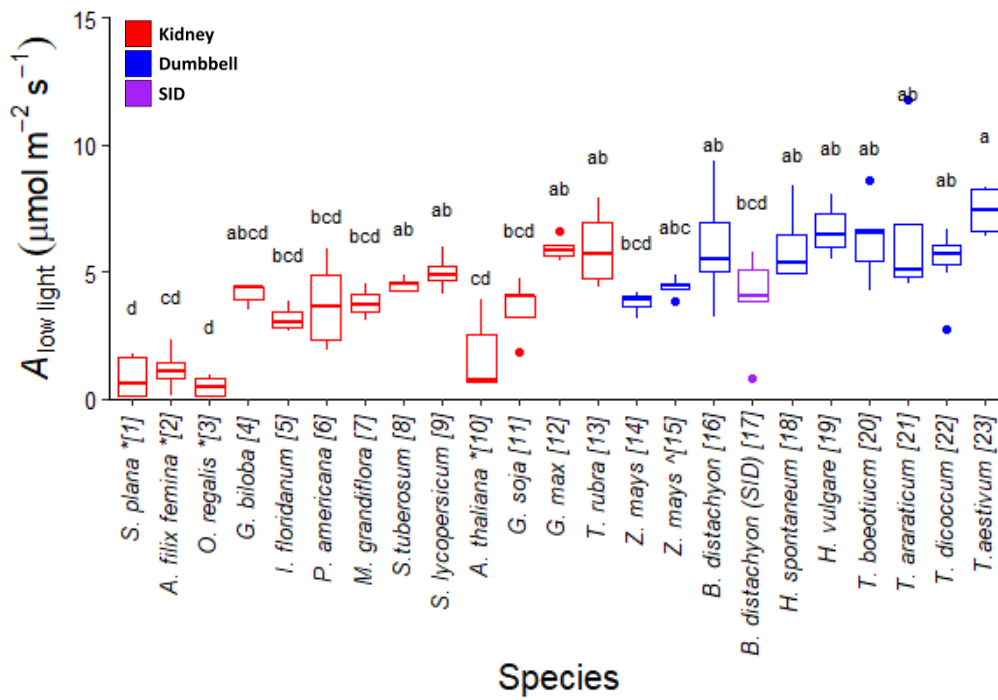 15
10
5
0
A low light (μmol m−2 s−1)
Kidney
Dumbbell
SID
d
cd
d
abcd
bcd
bcd
bcd
ab
ab
cd
bcd
ab
ab
bcd
abc
ab
bcd
ab
ab
ab
ab
ab
a
S. plana *[1]
A. filix femina *[2]
O. regalis *[3]
G. biloba [4]
I. floridanum [5]
P. americana [6]
M. grandiflora [7]
S.tuberosum [8]
S. lycopersicum [9]
A. thaliana *[10]
G. soja [11]
G. max [12]
T. rubra [13]
Z. mays [14]
Z. mays ^[15]
B. distachyon [16]
B. distachyon (SID) [17]
H. spontaneum [18]
H. vulgare [19]
T. boeotiucm [20]
T. araraticum [21]
T. dicoccum [22]
T.aestivum [23]
Species